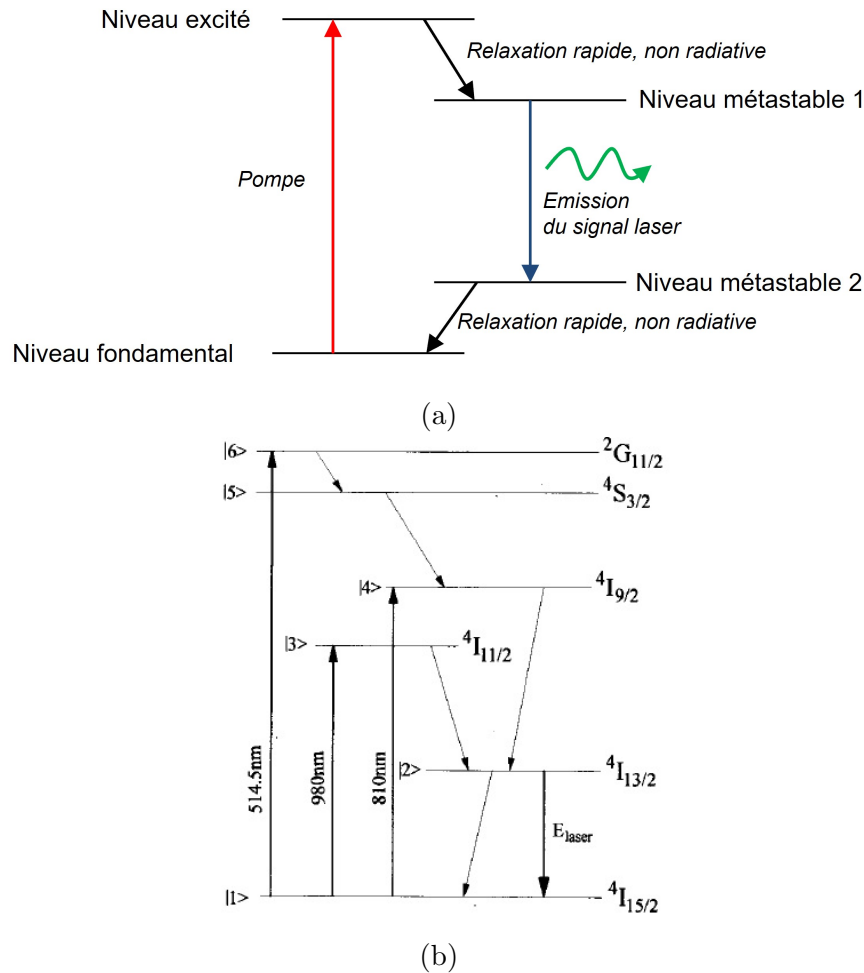 Niveau excité
Relaxation rapide, non radiative
Niveau métastable 1
Pompe
Emission
du signal laser
Niveau métastable 2
Relaxation rapide, non radiative
Niveau fondamental
(a)
|6>
²G₁₁/₂
|5>
⁴S₃/₂
|4>
⁴I₉/₂
|3>
⁴I₁₁/₂
514.5nm
980nm
810nm
|2>
⁴I₁₃/₂
E_laser
|1>
⁴I₁₅/₂
(b)